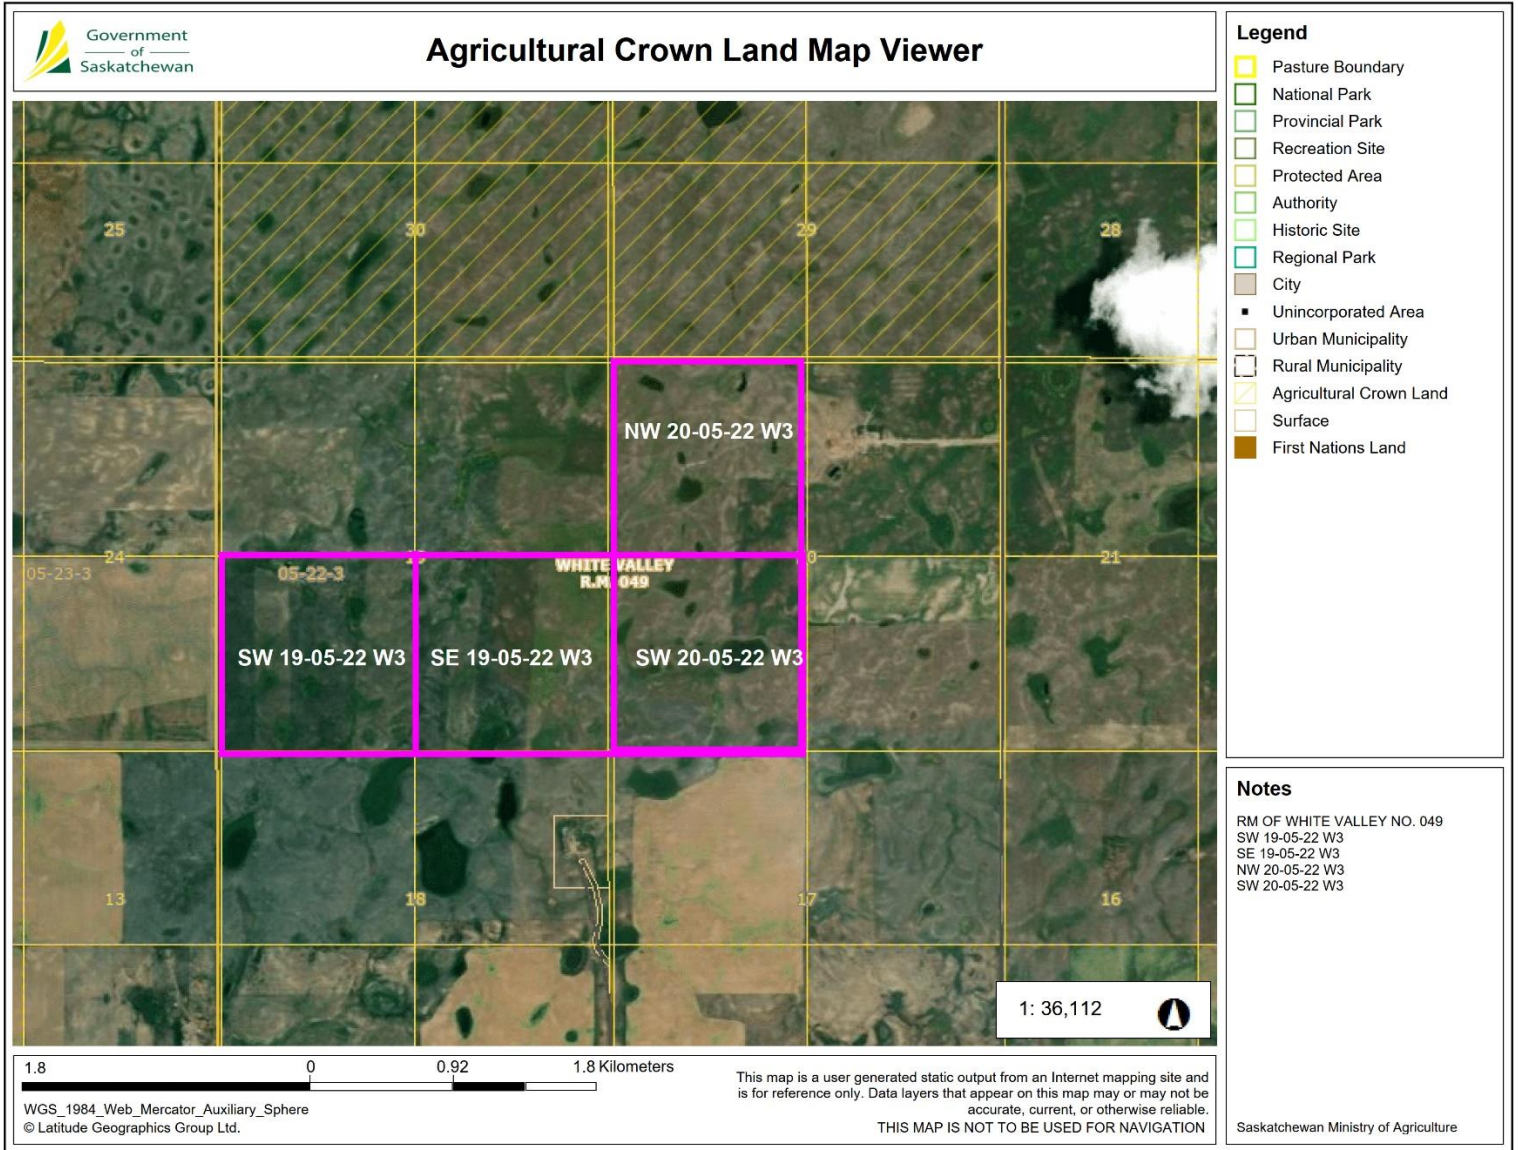 Government
of
Saskatchewan
Agricultural Crown Land Map Viewer
25
30
29
28
NW 20-05-22 W3
24
21
05-23-3
05-22-3
WHITE VALLEY
R.M. 049
SW 19-05-22 W3
SE 19-05-22 W3
SW 20-05-22 W3
13
18
17
16
1: 36,112
1.8
0
0.92
1.8 Kilometers
WGS_1984_Web_Mercator_Auxiliary_Sphere
© Latitude Geographics Group Ltd.
This map is a user generated static output from an Internet mapping site and
is for reference only. Data layers that appear on this map may or may not be
accurate, current, or otherwise reliable.
THIS MAP IS NOT TO BE USED FOR NAVIGATION
Legend
Pasture Boundary
National Park
Provincial Park
Recreation Site
Protected Area
Authority
Historic Site
Regional Park
City
Unincorporated Area
Urban Municipality
Rural Municipality
Agricultural Crown Land
Surface
First Nations Land
Notes
RM OF WHITE VALLEY NO. 049
SW 19-05-22 W3
SE 19-05-22 W3
NW 20-05-22 W3
SW 20-05-22 W3
Saskatchewan Ministry of Agriculture